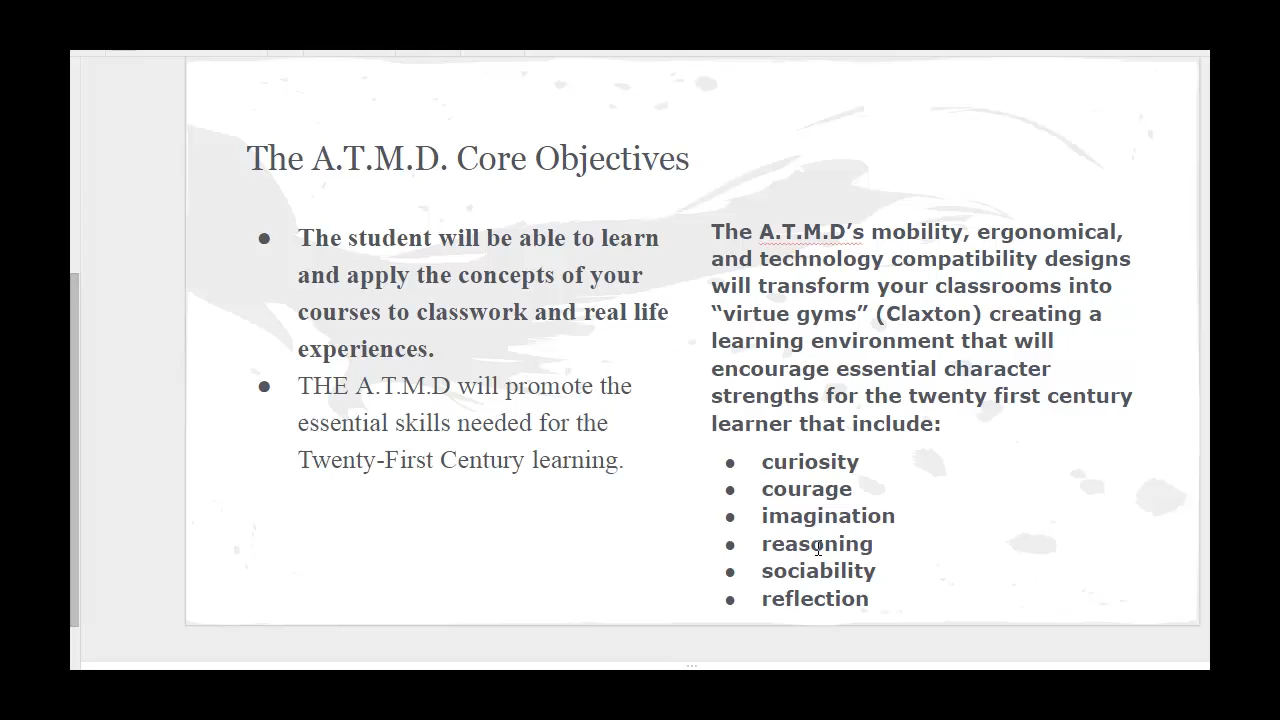 The A.T.M.D. Core Objectives
● The student will be able to learn
and apply the concepts of your
courses to classwork and real life
experiences.
● THE A.T.M.D will promote the
essential skills needed for the
Twenty-First Century learning.
The A.T.M.D’s mobility, ergonomical,
and technology compatibility designs
will transform your classrooms into
“virtue gyms” (Claxton) creating a
learning environment that will
encourage essential character
strengths for the twenty first century
learner that include:
● curiosity
● courage
● imagination
● reasoning
● sociability
● reflection